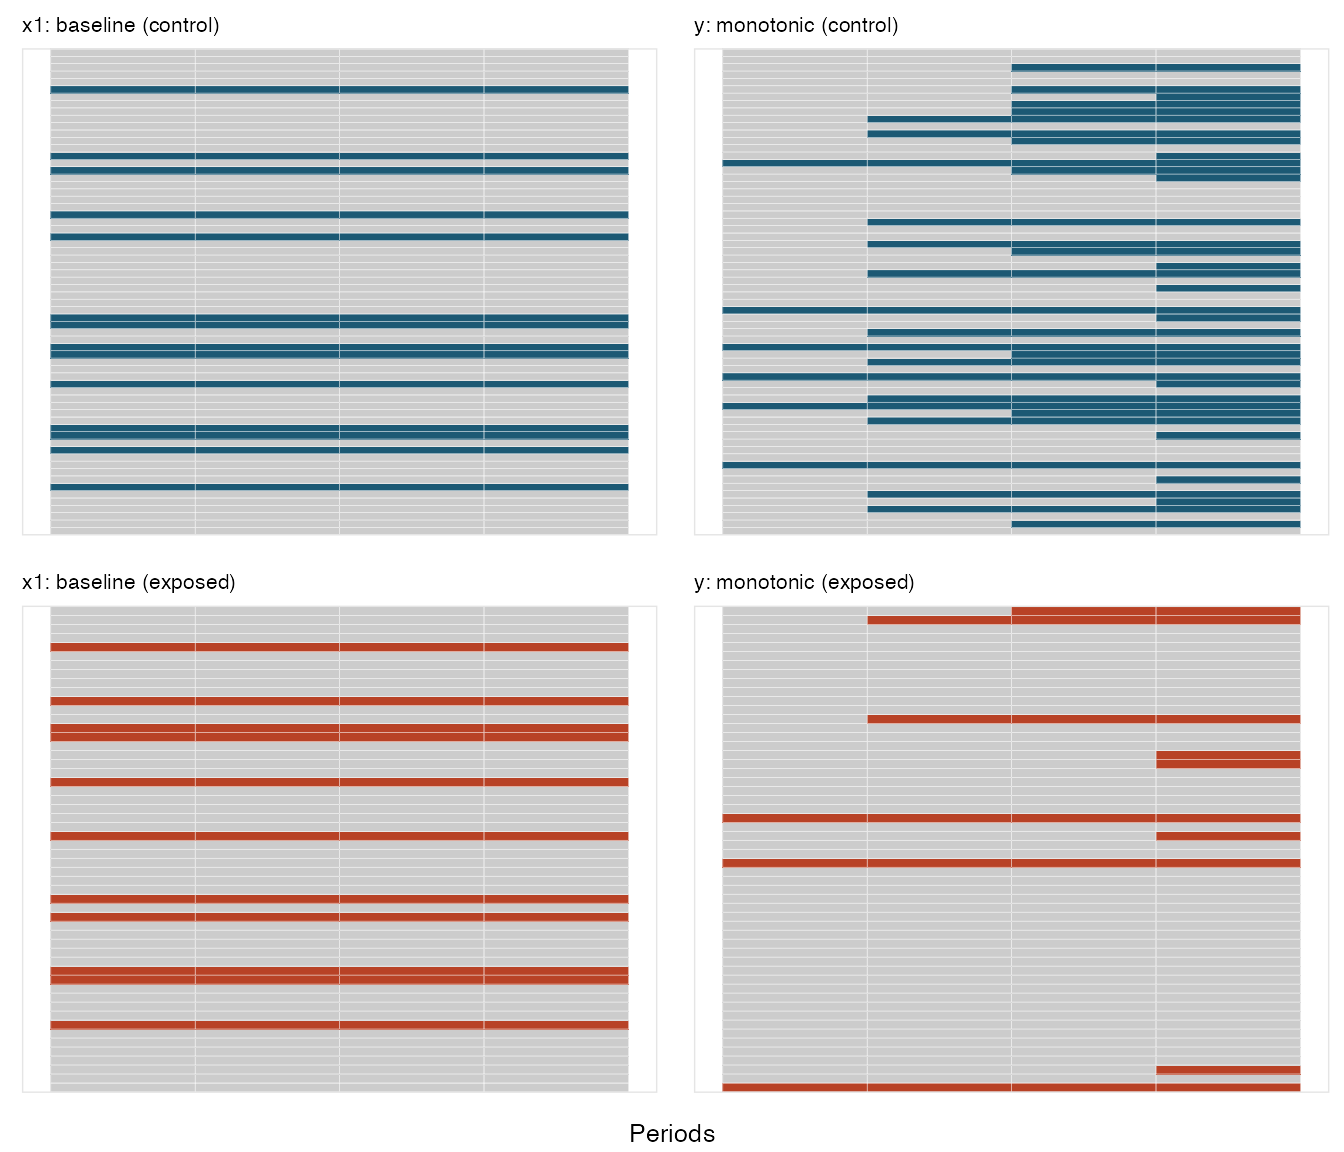 x1: baseline (control)
y: monotonic (control)
x1: baseline (exposed)
y: monotonic (exposed)
Periods